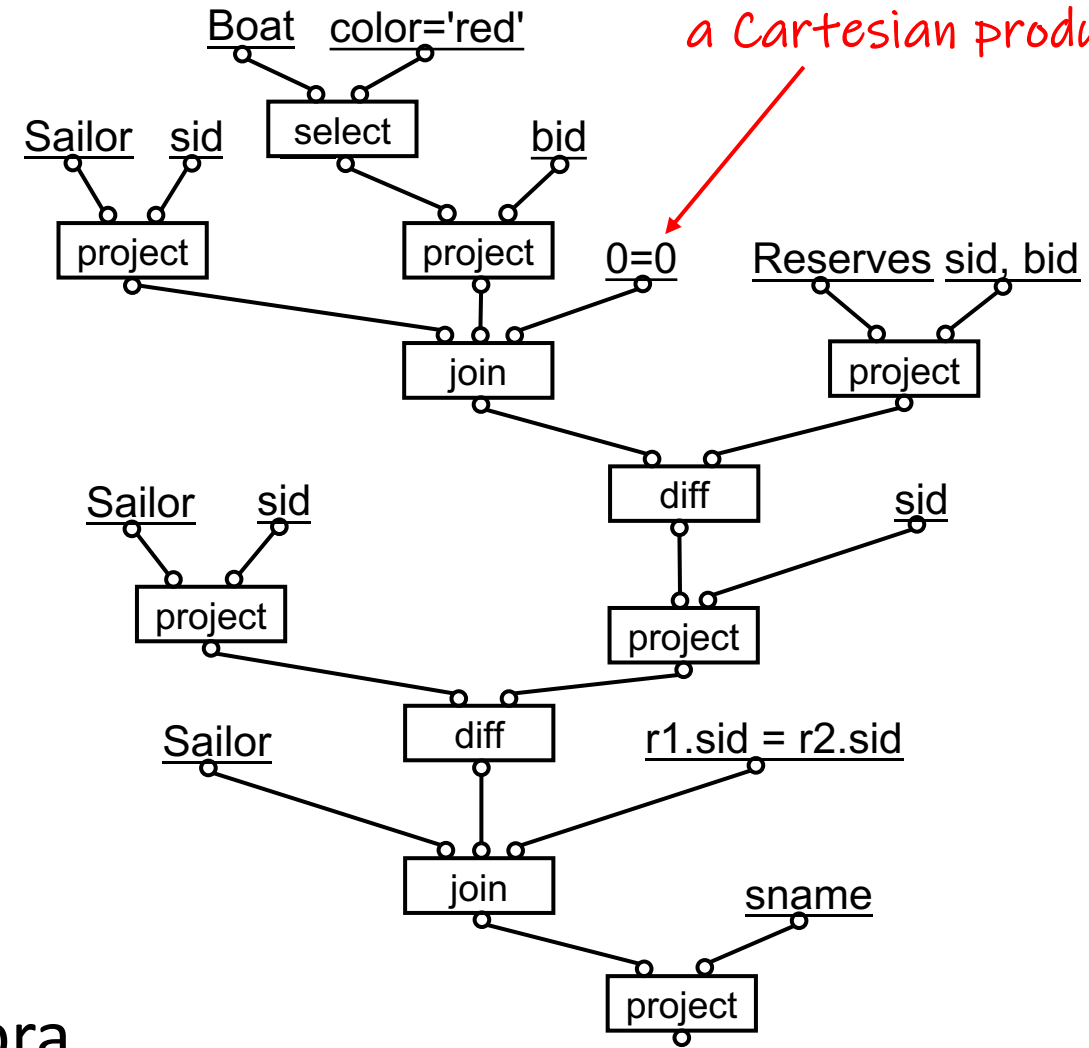 a Cartesian produ
Boat color='red'
select
Sailor sid
bid
project
project
0=0
Reserves sid, bid
join
project
diff
Sailor sid
sid
project
project
diff
Sailor
r1.sid = r2.sid
join
sname
project